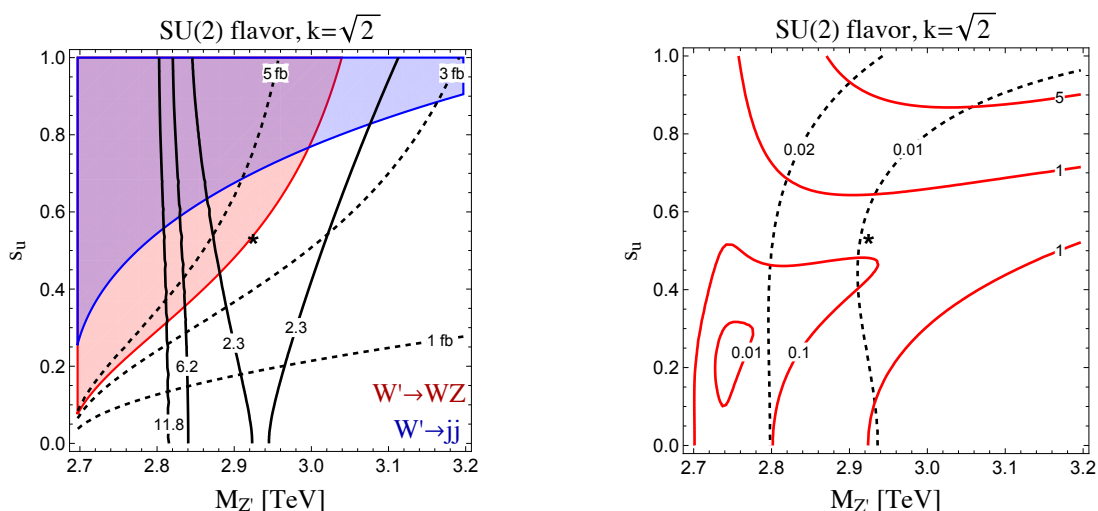 SU(2) flavor, k=√2
1.0
0.8
0.6
0.4
0.2
0.0
s_u
5 fb
3 fb
2.3
2.3
6.2
1 fb
11.8
W'→WZ
W'→jj
2.7 2.8 2.9 3.0 3.1 3.2
M_Z' [TeV]
SU(2) flavor, k=√2
1.0
0.8
0.6
0.4
0.2
0.0
s_u
5
0.02
0.01
1
1
0.01
0.1
2.7 2.8 2.9 3.0 3.1 3.2
M_Z' [TeV]